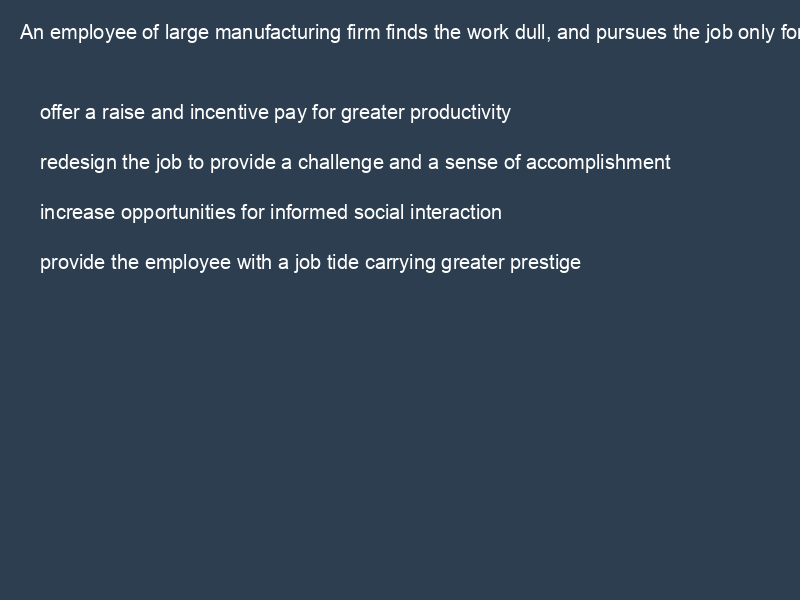 An employee of large manufacturing firm finds the work dull, and pursues the job only for
offer a raise and incentive pay for greater productivity
redesign the job to provide a challenge and a sense of accomplishment
increase opportunities for informed social interaction
provide the employee with a job tide carrying greater prestige